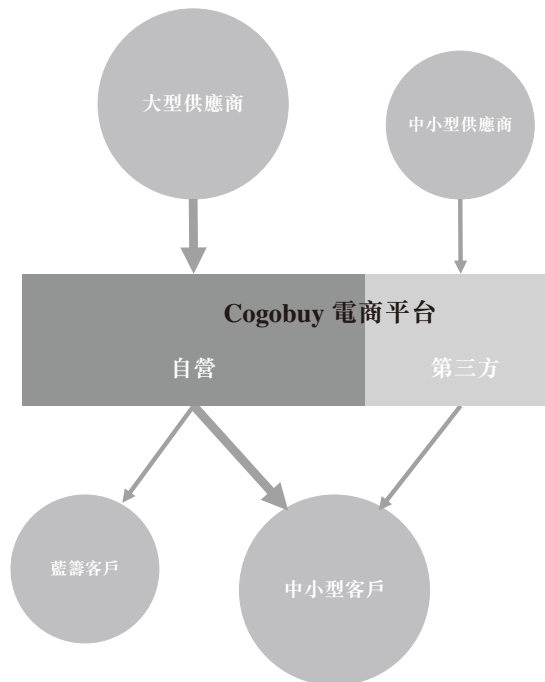 大型供應商
中小型供應商
Cogobuy 電商平台
自營
第三方
藍籌客戶
中小型客戶